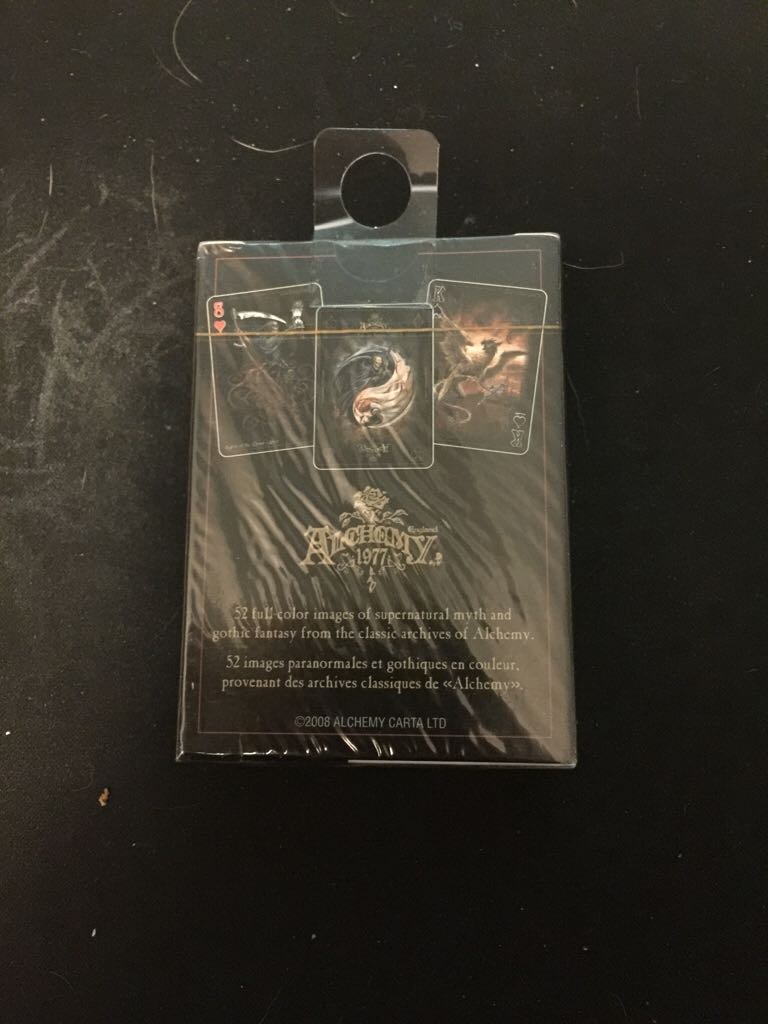 8
K
England
ALCHEMY
1977
52 full color images of supernatural myth and
gothic fantasy from the classic archives of Alchemy.
52 images paranormales et gothiques en couleur,
provenant des archives classiques de «Alchemy».
©2008 ALCHEMY CARTA LTD